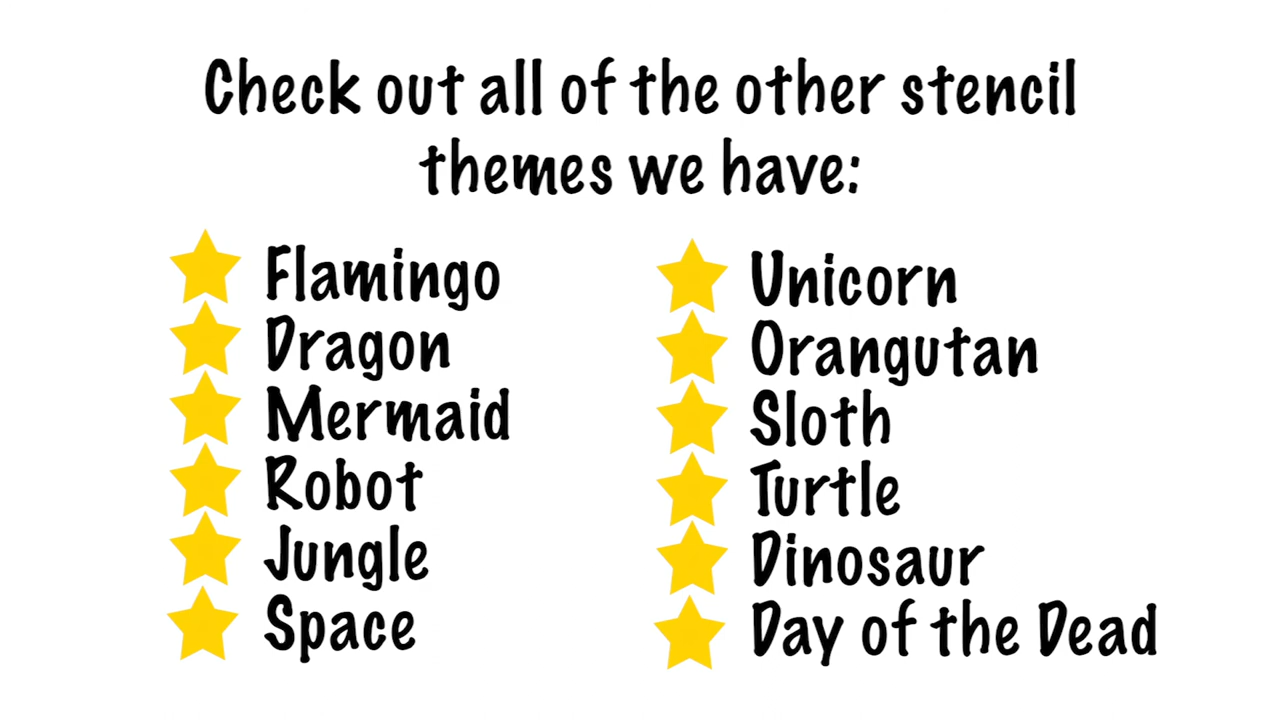 Check out all of the other stencil
themes we have:
Flamingo
Dragon
Mermaid
Robot
Jungle
Space
Unicorn
Orangutan
Sloth
Turtle
Dinosaur
Day of the Dead